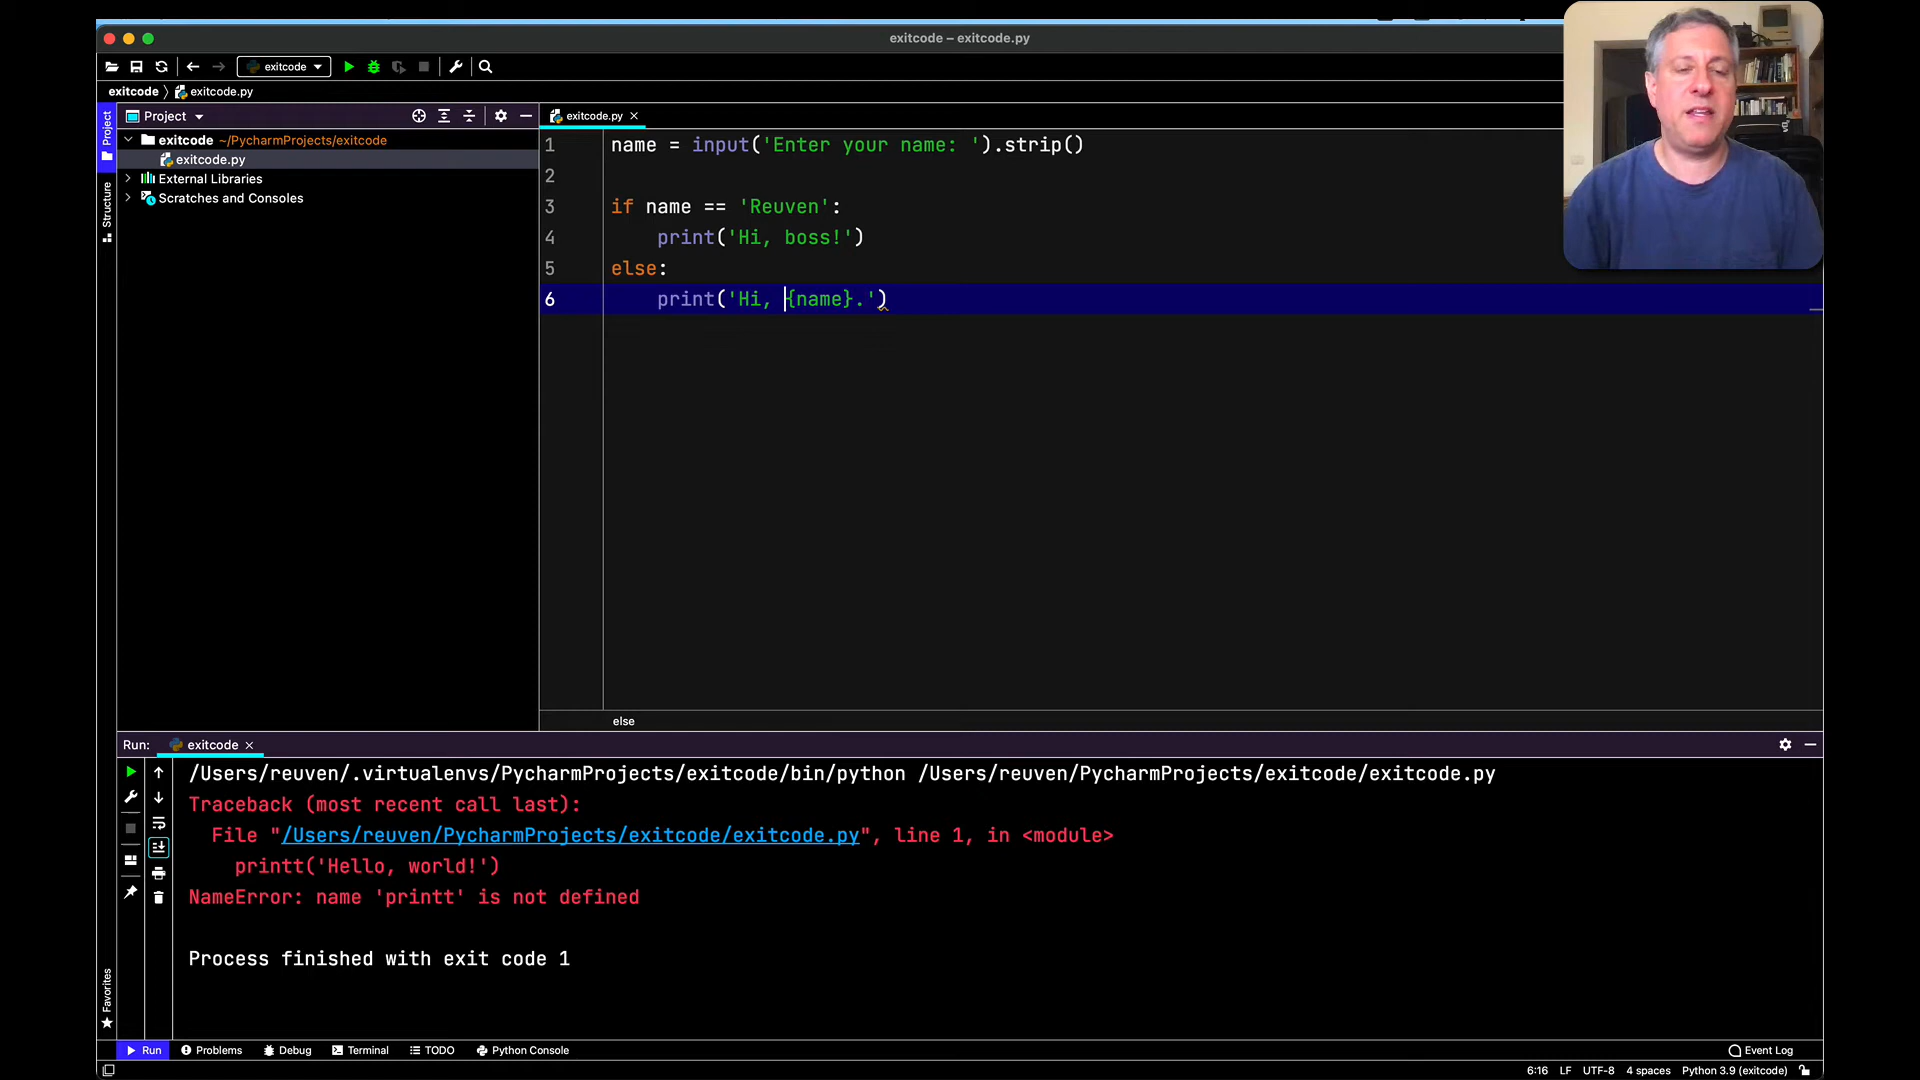 exitcode – exitcode.py
exitcode
exitcode 〉 exitcode.py
Project
Project
exitcode.py
exitcode ~/PycharmProjects/exitcode
exitcode.py
External Libraries
Scratches and Consoles
Structure
1 name = input('Enter your name: ').strip()
2
3 if name == 'Reuven':
4 print('Hi, boss!')
5 else:
6 print('Hi, {name}.')
else
Run: exitcode
/Users/reuven/.virtualenvs/PycharmProjects/exitcode/bin/python /Users/reuven/PycharmProjects/exitcode/exitcode.py
Traceback (most recent call last):
File "/Users/reuven/PycharmProjects/exitcode/exitcode.py", line 1, in <module>
printt('Hello, world!')
NameError: name 'printt' is not defined
Process finished with exit code 1
Favorites
Run Problems Debug Terminal TODO Python Console Event Log
6:16 LF UTF-8 4 spaces Python 3.9 (exitcode)